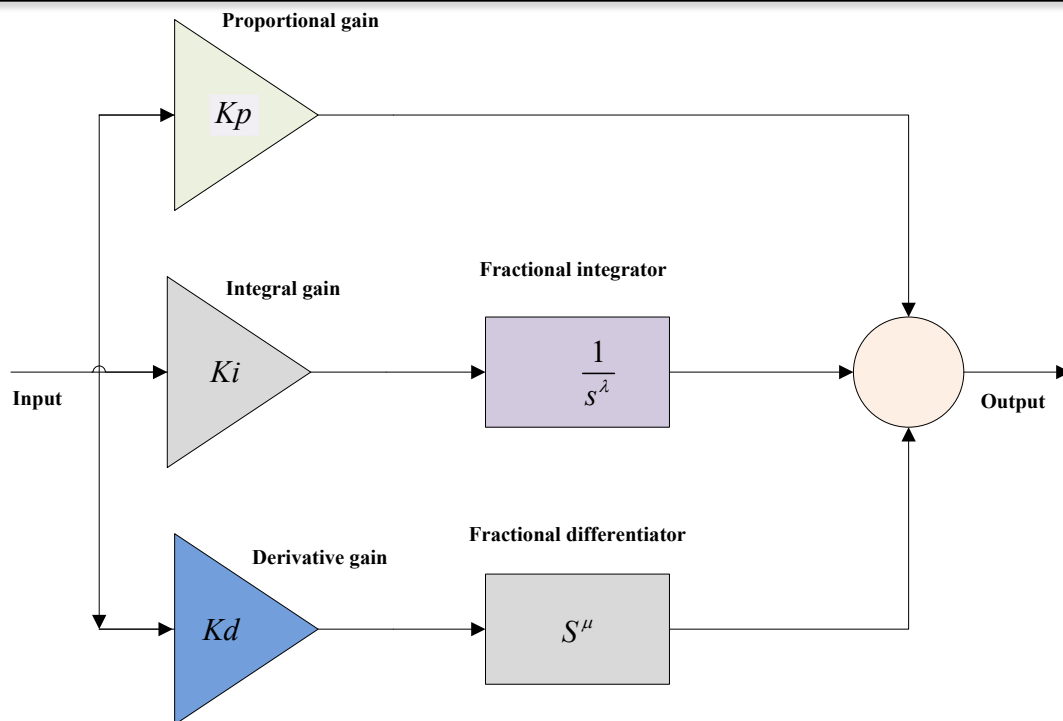 Proportional gain
Kp
Integral gain
Fractional integrator
Ki
1
s^λ
Input
Output
Derivative gain
Fractional differentiator
Kd
S^μ